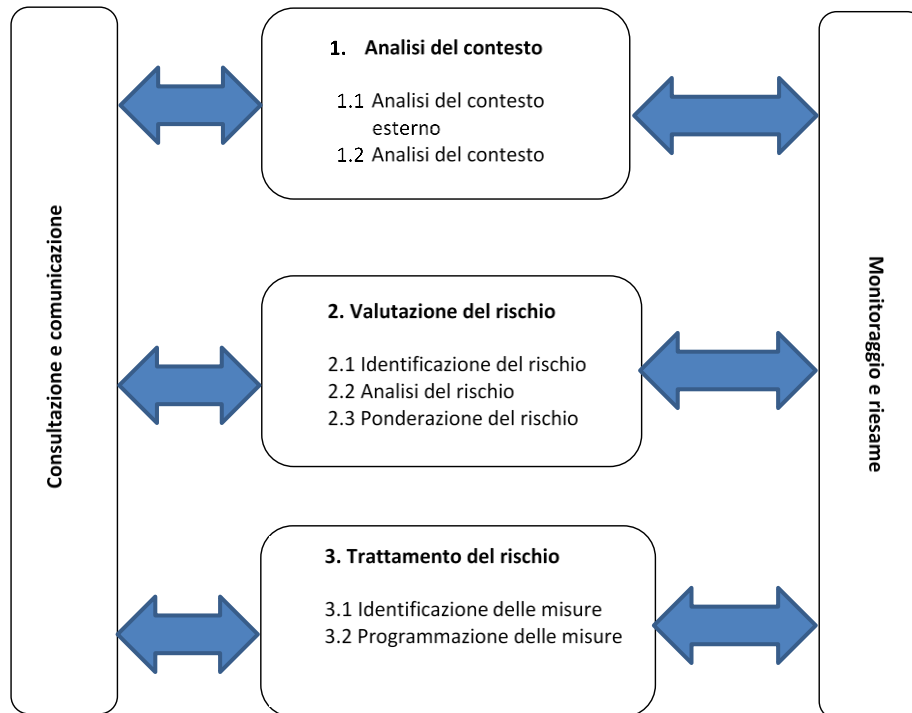 Consultazione e comunicazione
1. Analisi del contesto
1.1 Analisi del contesto
esterno
1.2 Analisi del contesto
2. Valutazione del rischio
2.1 Identificazione del rischio
2.2 Analisi del rischio
2.3 Ponderazione del rischio
3. Trattamento del rischio
3.1 Identificazione delle misure
3.2 Programmazione delle misure
Monitoraggio e riesame